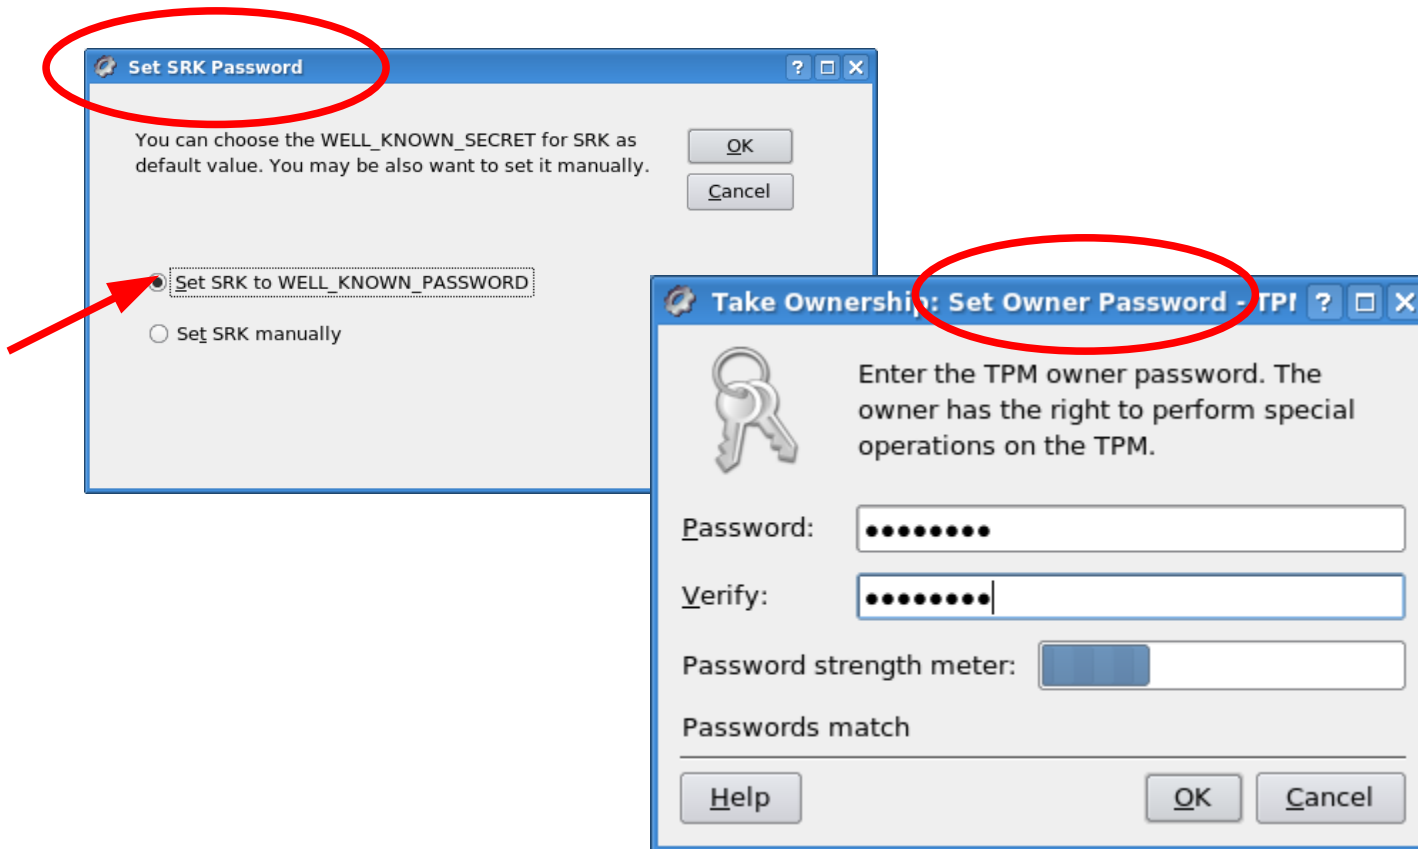 Set SRK Password
You can choose the WELL_KNOWN_SECRET for SRK as
default value. You may be also want to set it manually.
OK
Cancel
Set SRK to WELL_KNOWN_PASSWORD
Set SRK manually
Take Ownership: Set Owner Password - TPM
Enter the TPM owner password. The
owner has the right to perform special
operations on the TPM.
Password:
Verify:
Password strength meter:
Passwords match
Help
OK
Cancel